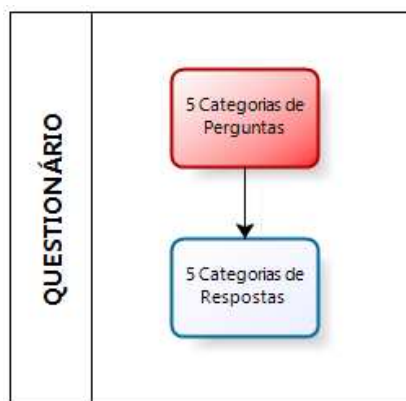 QUESTIONÁRIO
5 Categorias de
Perguntas
5 Categorias de
Respostas